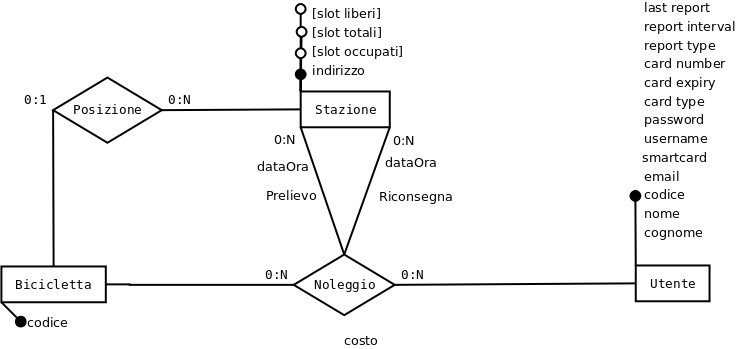 last report
[slot liberi]
report interval
[slot totali]
report type
[slot occupati]
card number
indirizzo
card expiry
0:1
0:N
card type
Posizione
Stazione
password
0:N
0:N
username
dataOra
dataOra
smartcard
email
Prelievo
Riconsegna
codice
nome
cognome
0:N
0:N
Bicicletta
Noleggio
Utente
codice
costo